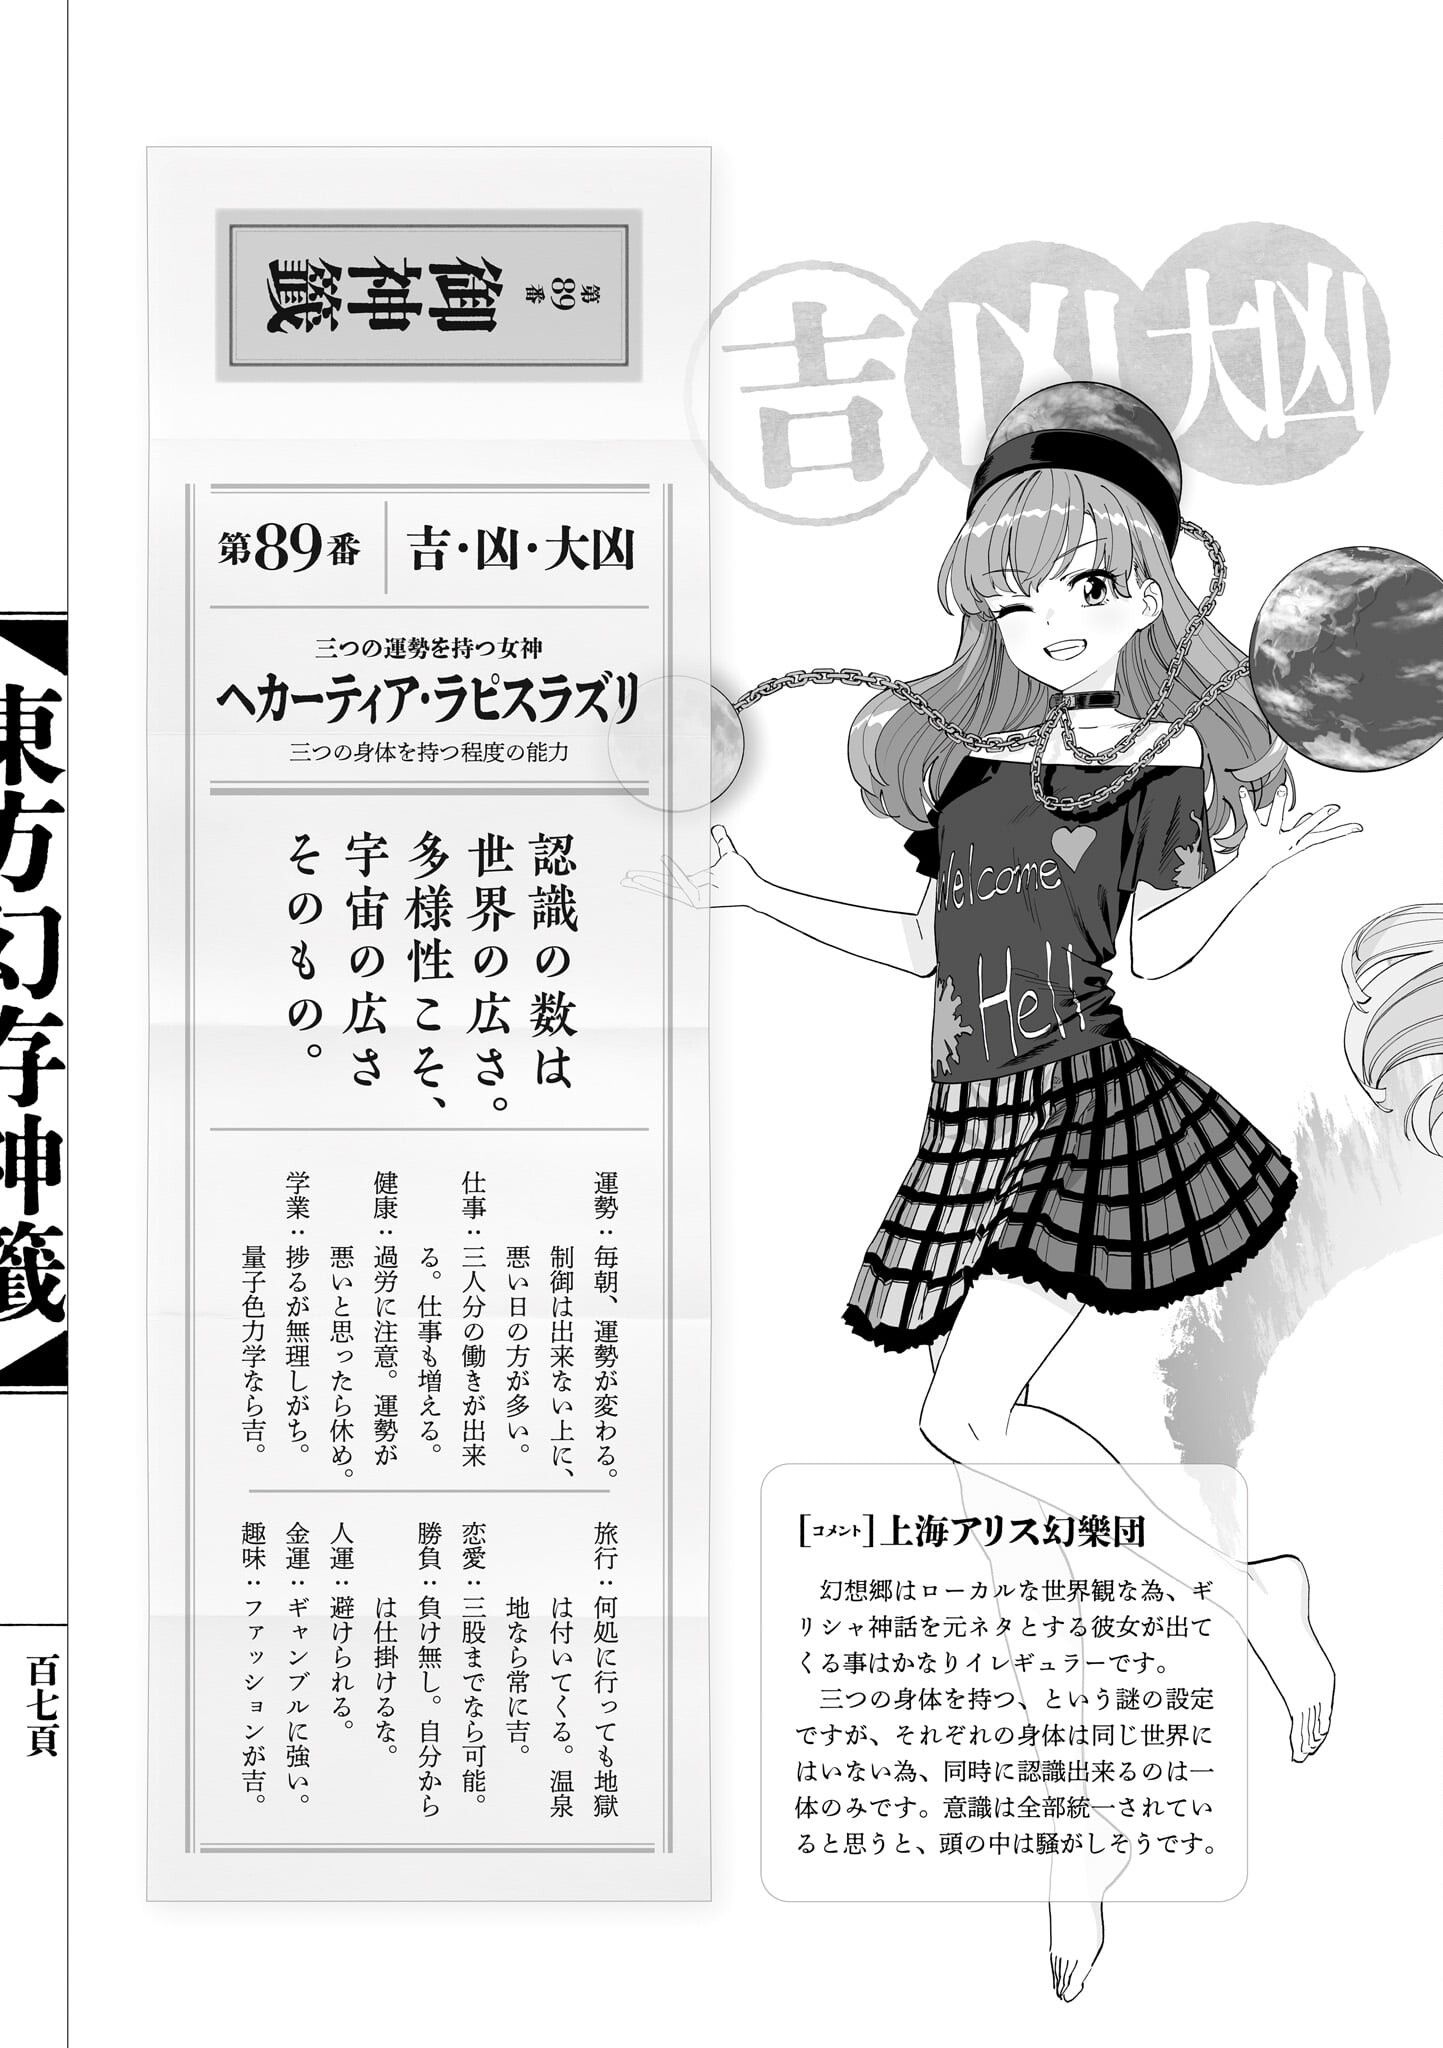 吉 凶 大凶
第89番
御神籤
第89番
吉・凶・大凶
三つの運勢を持つ女神
ヘカーティア・ラピスラズリ
三つの身体を持つ程度の能力
認識の数は
世界の広さ。
多様性こそ、
宇宙の広さ
そのもの。
運勢：毎朝、運勢が変わる。
制御は出来ない上に、
悪い日の方が多い。
仕事：三人分の働きが出来
る。仕事も増える。
健康：過労に注意。運勢が
悪いと思ったら休め。
学業：捗るが無理しがち。
量子色力学なら吉。
旅行：何処に行っても地獄
は付いてくる。温泉
地なら常に吉。
恋愛：三股までなら可能。
勝負：負け無し。自分から
は仕掛けるな。
人運：避けられる。
金運：ギャンブルに強い。
趣味：ファッションが吉。
Welcome
Hell
[コメント]上海アリス幻樂団
幻想郷はローカルな世界観な為、ギ
リシャ神話を元ネタとする彼女が出て
くる事はかなりイレギュラーです。
三つの身体を持つ、という謎の設定
ですが、それぞれの身体は同じ世界に
はいない為、同時に認識出来るのは一
体のみです。意識は全部統一されてい
ると思うと、頭の中は騒がしそうです。
【東方幻存神籤】
百七頁